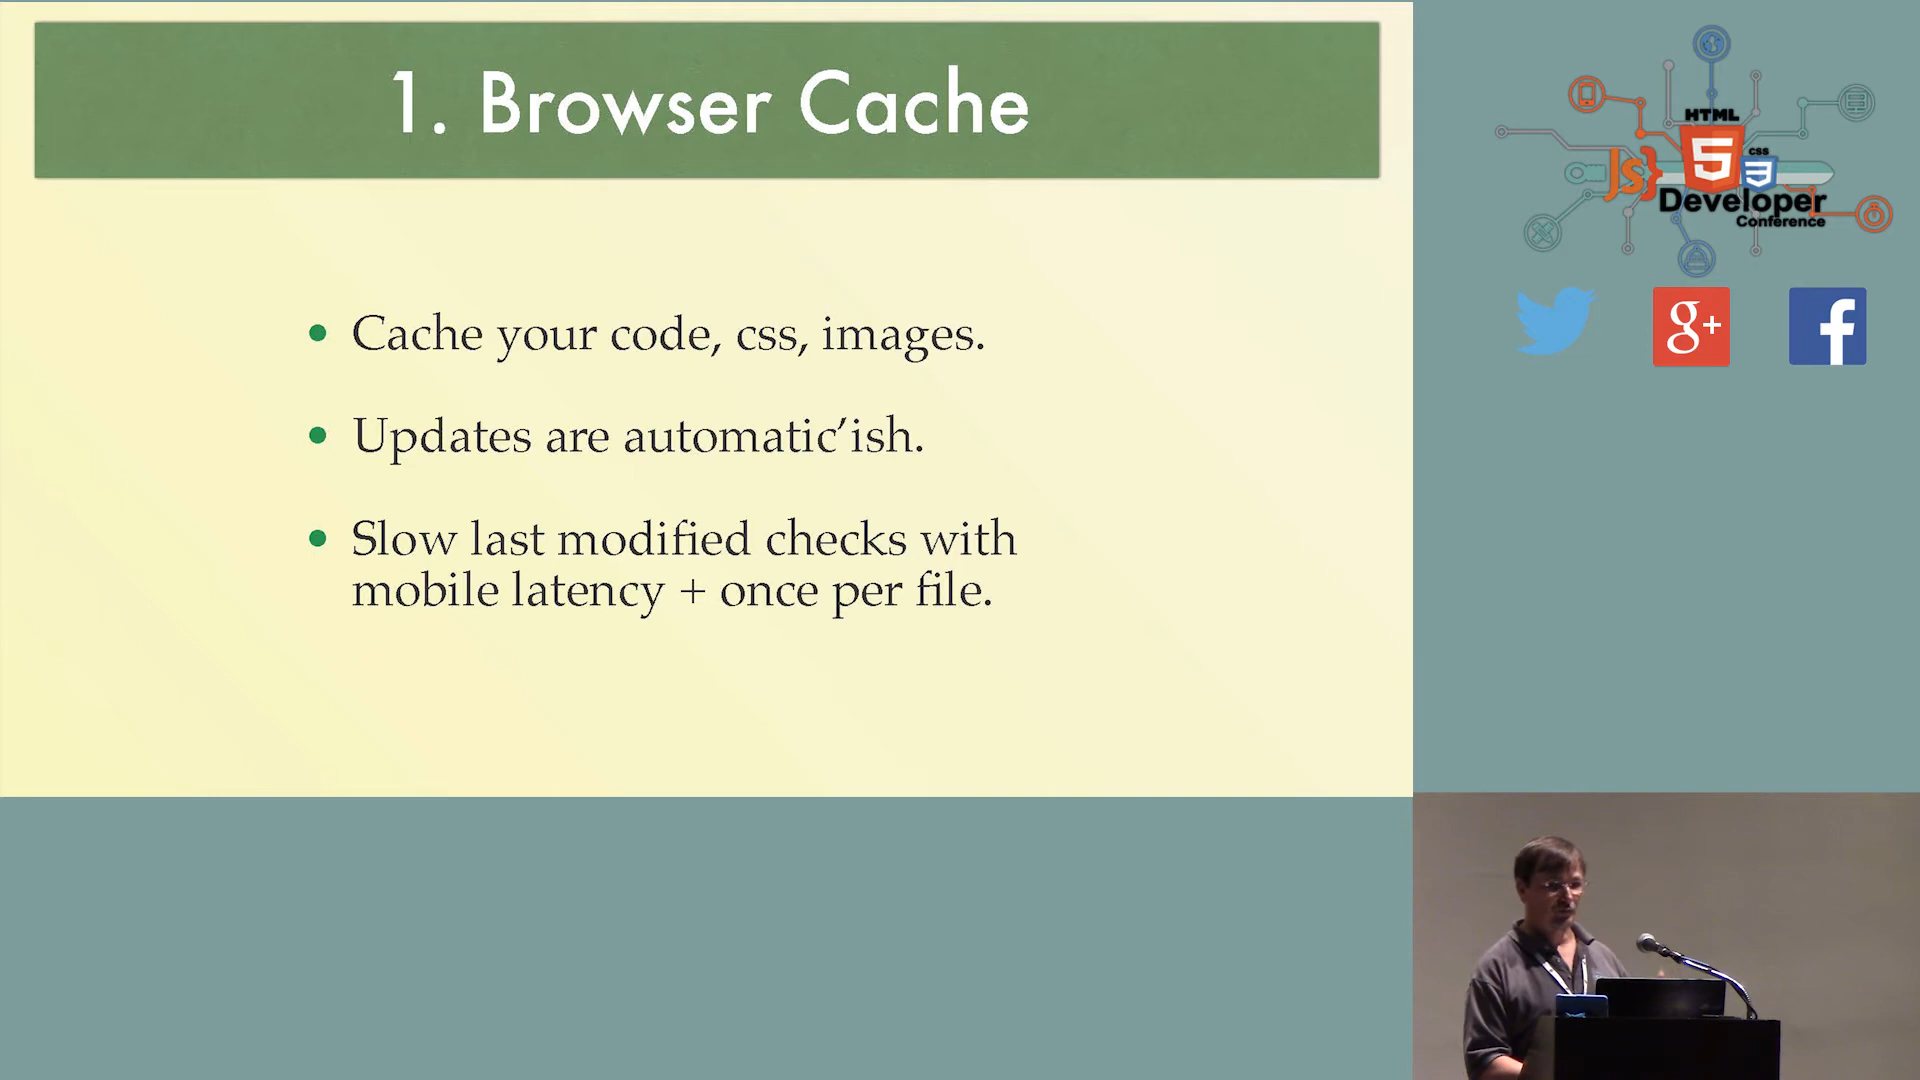 1. Browser Cache
• Cache your code, css, images.
• Updates are automatic’ish.
• Slow last modified checks with
mobile latency + once per file.
HTML
JS}
5
CSS
3
Developer
Conference
g+
f